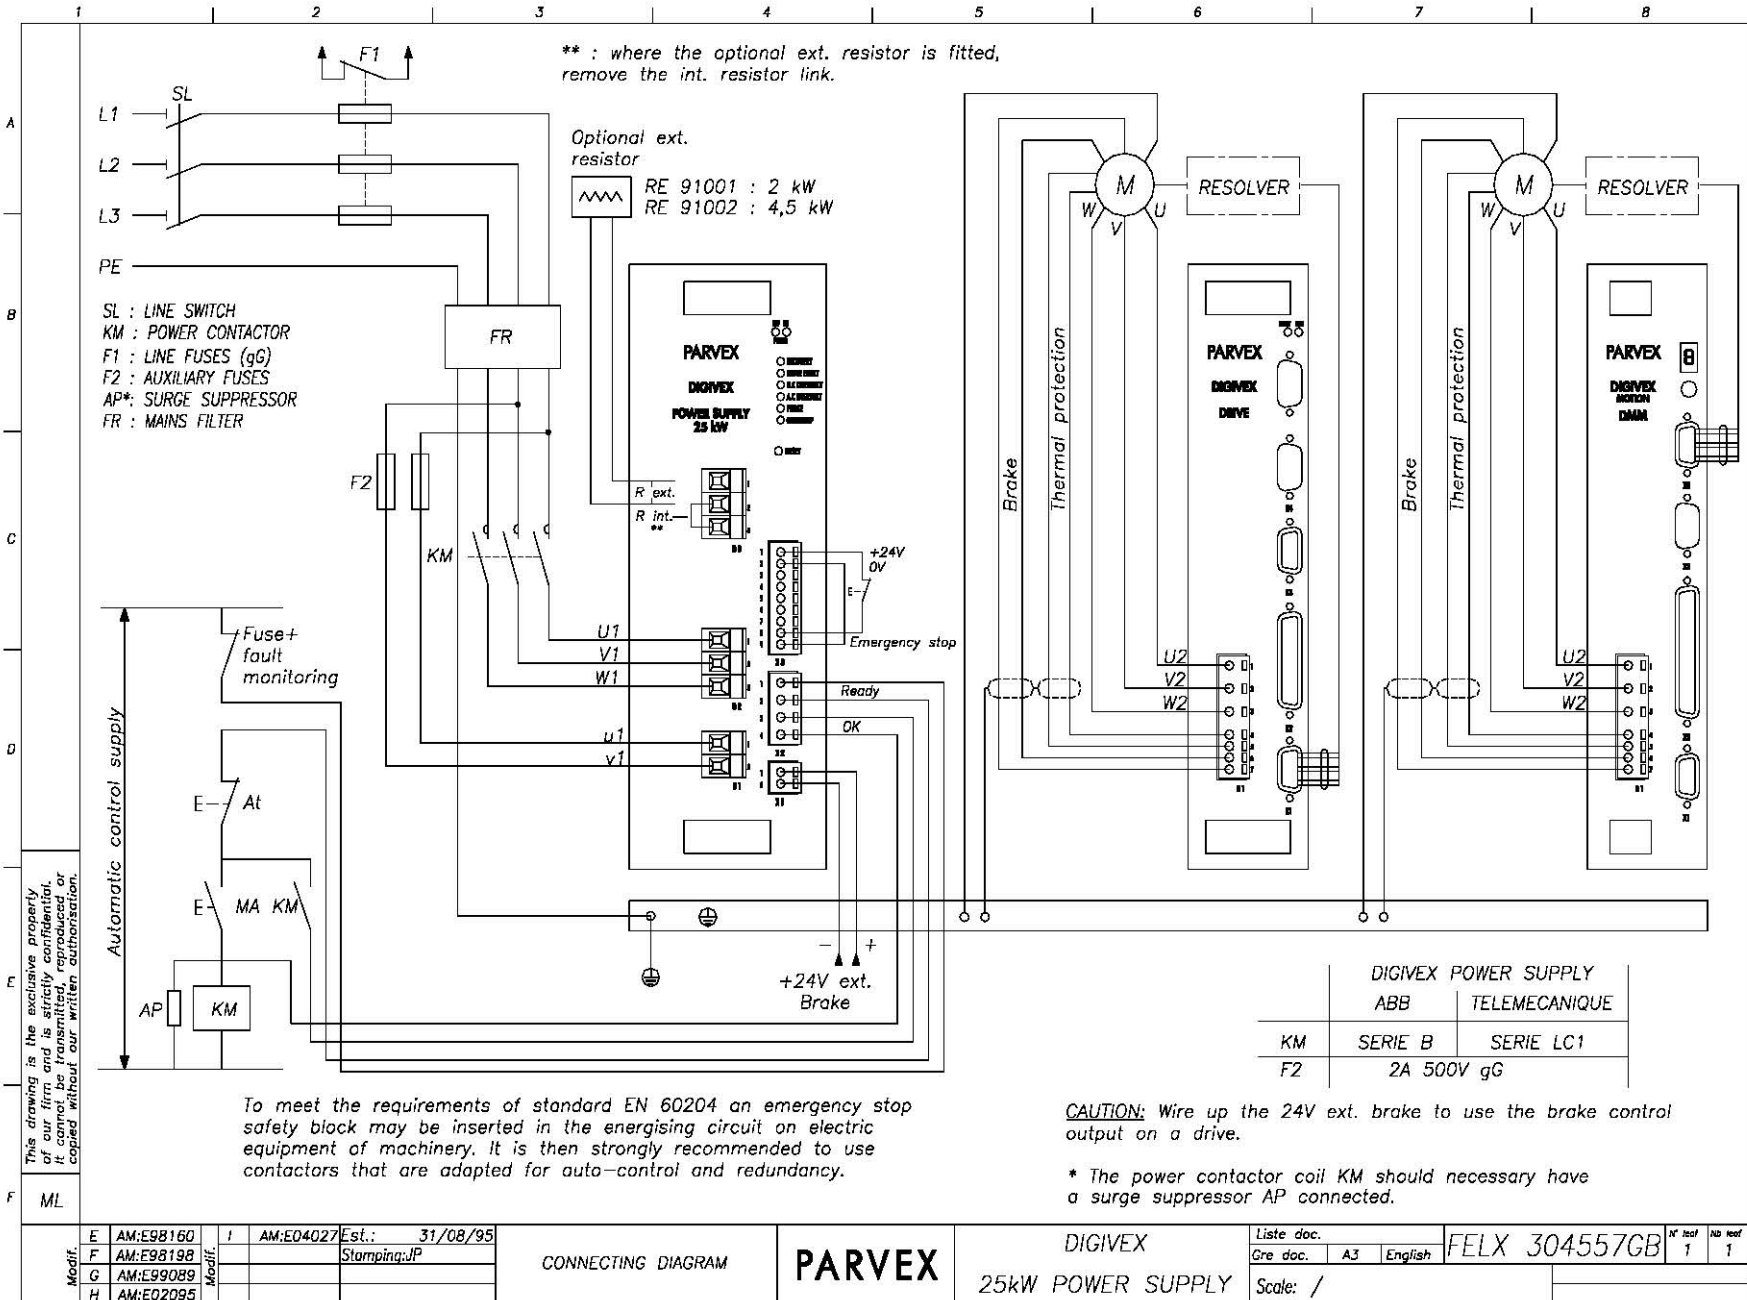 1 2 3 4 5 6 7 8
A
B
C
D
E
F
** : where the optional ext. resistor is fitted,
remove the int. resistor link.
F1
SL
L1
L2
L3
PE
Optional ext.
resistor
RE 91001 : 2 kW
RE 91002 : 4,5 kW
SL : LINE SWITCH
KM : POWER CONTACTOR
F1 : LINE FUSES (gG)
F2 : AUXILIARY FUSES
AP*: SURGE SUPPRESSOR
FR : MAINS FILTER
FR
F2
KM
PARVEX
DIGIVEX
POWER SUPPLY
25 kW
R ext.
R int.
**
+24V
0V
E
Emergency stop
U1
V1
W1
u1
v1
Ready
OK
- +
+24V ext.
Brake
Automatic control supply
Fuse+
fault
monitoring
E At
E MA KM
AP KM
M
W V U
RESOLVER
Brake
Thermal protection
PARVEX
DIGIVEX
DRIVE
U2
V2
W2
M
W V U
RESOLVER
Brake
Thermal protection
PARVEX
8
DIGIVEX
MOTION
DMM
U2
V2
W2
DIGIVEX POWER SUPPLY
ABB TELEMECANIQUE
KM SERIE B SERIE LC1
F2 2A 500V gG
To meet the requirements of standard EN 60204 an emergency stop
safety block may be inserted in the energising circuit on electric
equipment of machinery. It is then strongly recommended to use
contactors that are adapted for auto-control and redundancy.
CAUTION: Wire up the 24V ext. brake to use the brake control
output on a drive.
* The power contactor coil KM should necessary have
a surge suppressor AP connected.
This drawing is the exclusive property
of our firm and is strictly confidential.
It cannot be transmitted, reproduced or
copied without our written authorisation.
ML
Modif.
E AM:E98160
F AM:E98198
G AM:E99089
H AM:E02095
Modif.
I AM:E04027
Est.: 31/08/95
Stamping:JP
CONNECTING DIAGRAM
PARVEX
DIGIVEX
25kW POWER SUPPLY
Liste doc.
Gre doc. A3 English
FELX 304557GB
N° leaf
1
Nb leaf
1
Scale: /